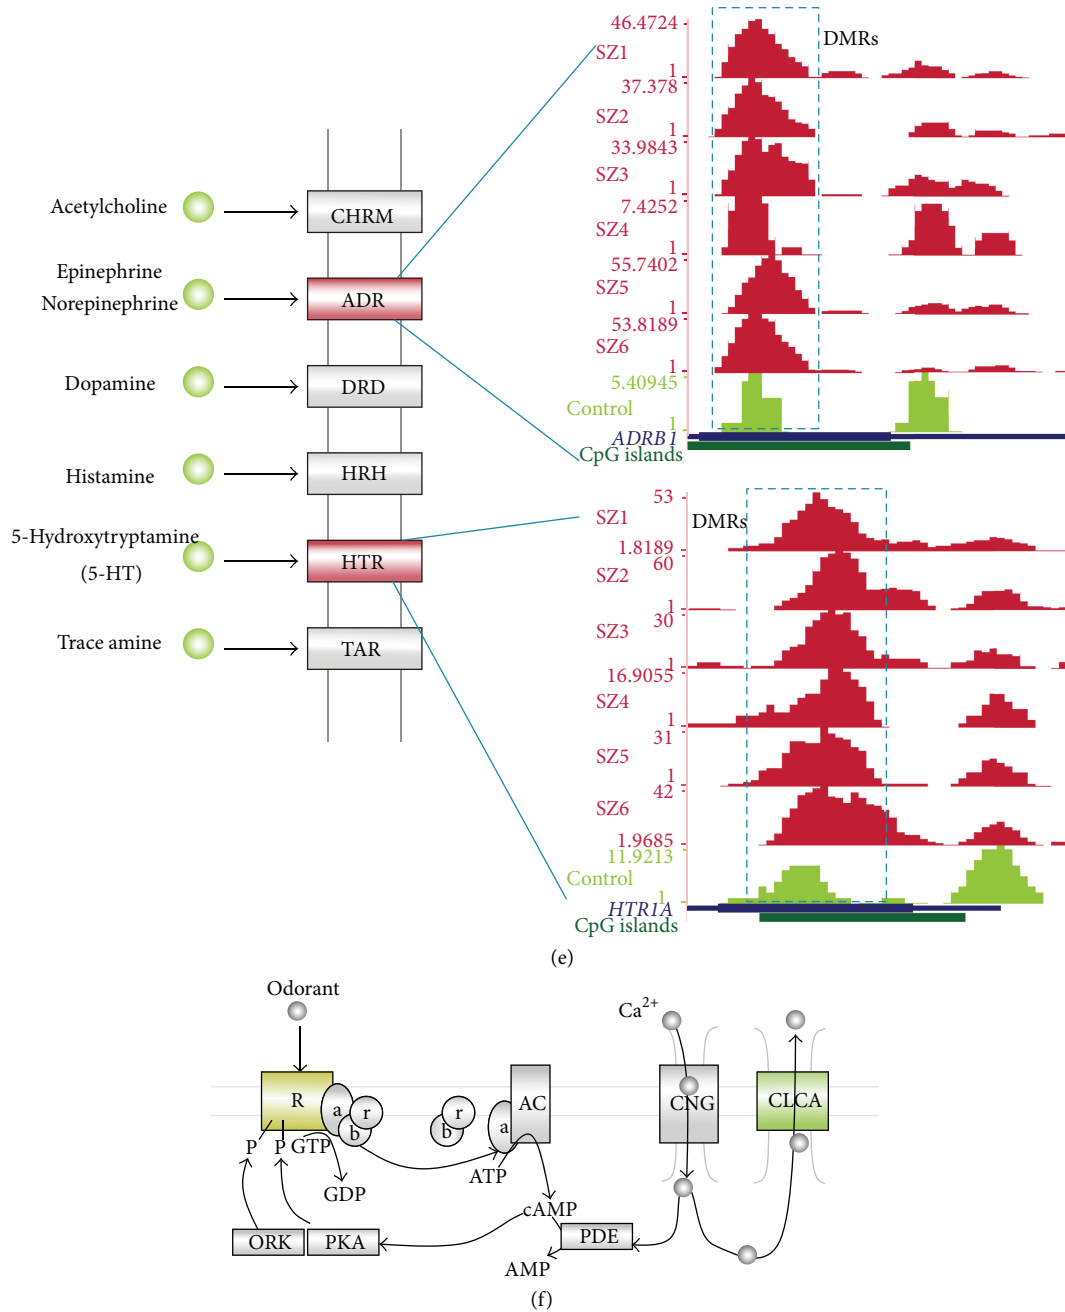 Acetylcholine
CHRM
Epinephrine
Norepinephrine
ADR
Dopamine
DRD
Histamine
HRH
5-Hydroxytryptamine
(5-HT)
HTR
Trace amine
TAR
46.4724
DMRs
SZ1
1
37.378
SZ2
1
33.9843
SZ3
1
7.4252
SZ4
1
55.7402
SZ5
1
53.8189
SZ6
1
5.40945
Control
1
ADRB1
CpG islands
53
DMRs
SZ1
1.8189
60
SZ2
1
30
SZ3
1
16.9055
SZ4
1
31
SZ5
1
42
SZ6
1.9685
11.9213
Control
1
HTR1A
CpG islands
(e)
Odorant
Ca2+
R
a
r
b
r
b
a
AC
CNG
CLCA
P
P
GTP
GDP
ATP
cAMP
ORK
PKA
PDE
AMP
(f)